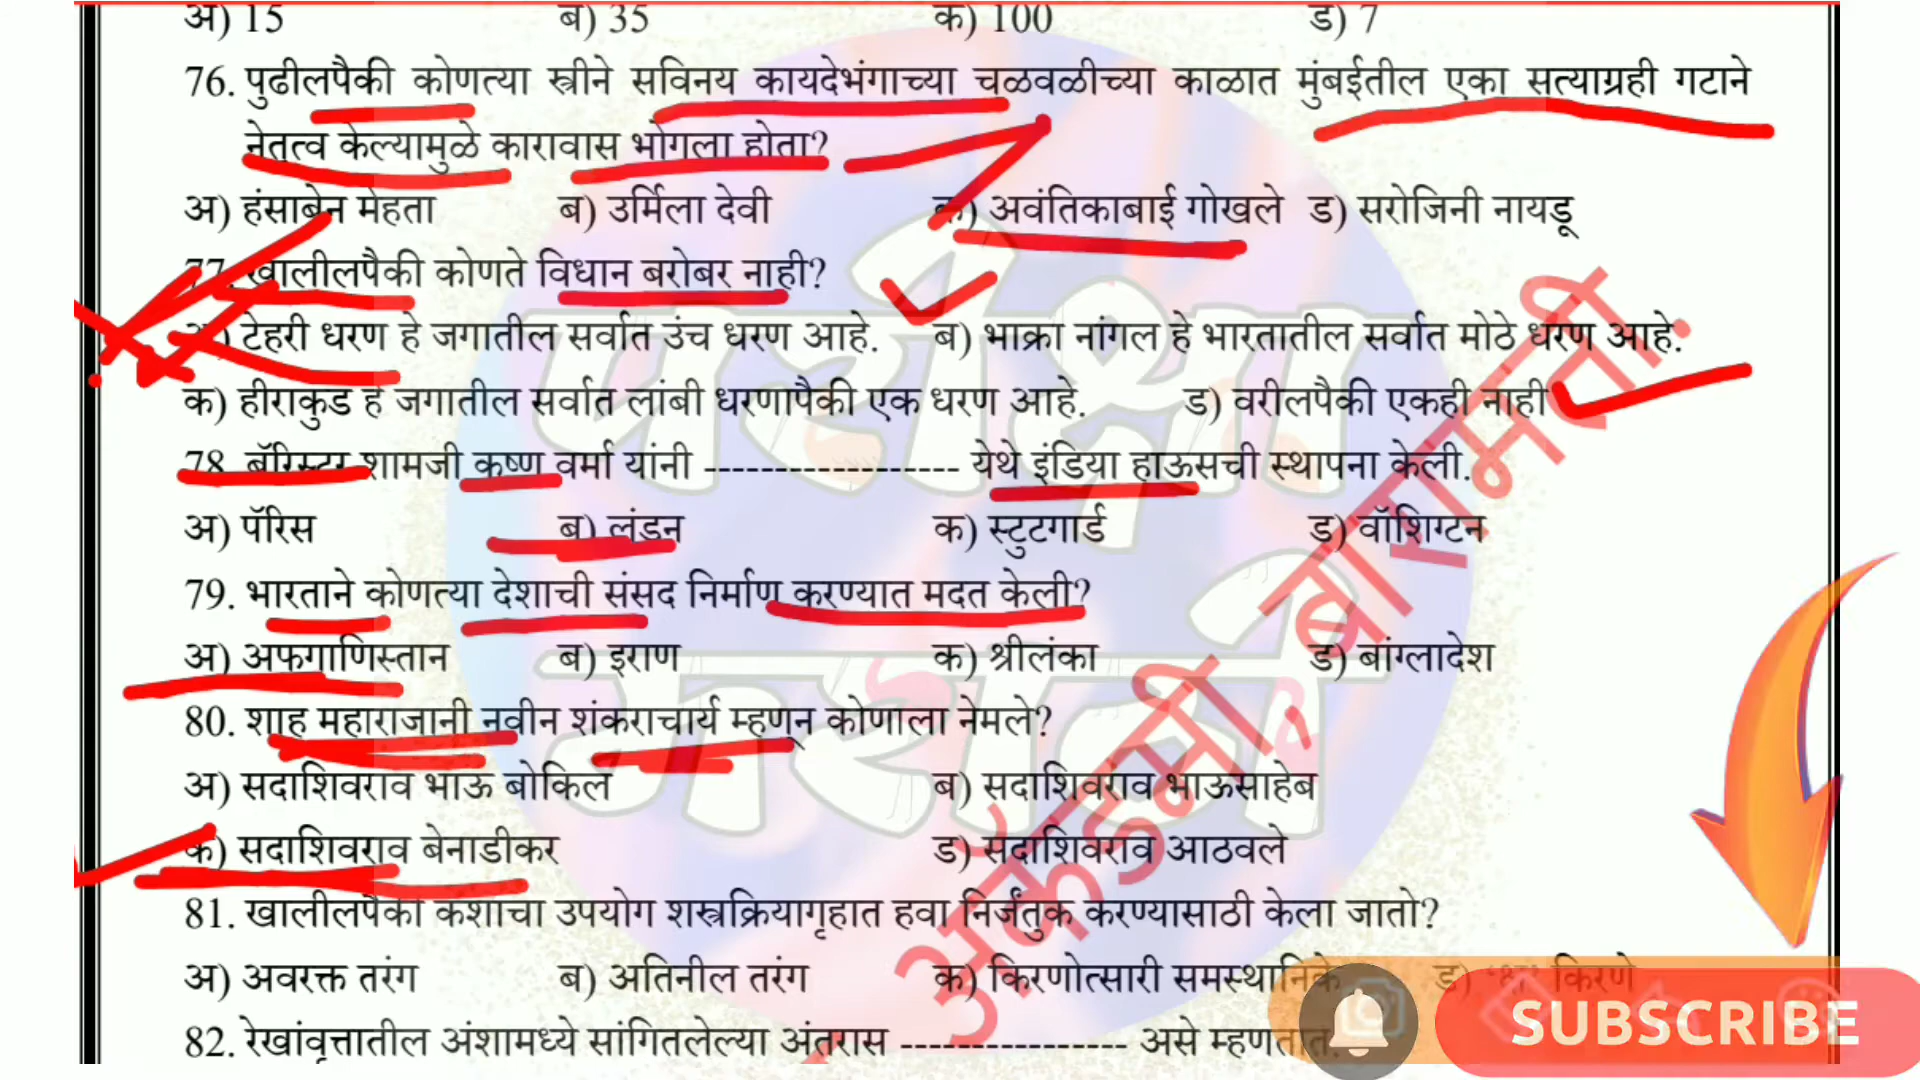 अ) 15 ब) 35 क) 100 ड) 7
76. पुढीलपैकी कोणत्या स्त्रीने सविनय कायदेभंगाच्या चळवळीच्या काळात मुंबईतील एका सत्याग्रही गटाने
नेतृत्व केल्यामुळे कारावास भोगला होता?
अ) हंसाबेन मेहता ब) उर्मिला देवी क) अवंतिकाबाई गोखले ड) सरोजिनी नायडू
77. खालीलपैकी कोणते विधान बरोबर नाही?
अ) टेहरी धरण हे जगातील सर्वात उंच धरण आहे. ब) भाक्रा नांगल हे भारतातील सर्वात मोठे धरण आहे.
क) हीराकुड हे जगातील सर्वात लांबी धरणापैकी एक धरण आहे. ड) वरीलपैकी एकही नाही
78. बॅरिस्टर शामजी कृष्ण वर्मा यांनी ------------------ येथे इंडिया हाऊसची स्थापना केली.
अ) पॅरिस ब) लंडन क) स्टुटगार्ड ड) वॉशिग्टन
79. भारताने कोणत्या देशाची संसद निर्माण करण्यात मदत केली?
अ) अफगाणिस्तान ब) इराण क) श्रीलंका ड) बांग्लादेश
80. शाहू महाराजानी नवीन शंकराचार्य म्हणून कोणाला नेमले?
अ) सदाशिवराव भाऊ बोकिल ब) सदाशिवराव भाऊसाहेब
क) सदाशिवराव बेनाडीकर ड) सदाशिवराव आठवले
81. खालीलपैकी कशाचा उपयोग शस्त्रक्रियागृहात हवा निर्जंतुक करण्यासाठी केला जातो?
अ) अवरक्त तरंग ब) अतिनील तरंग क) किरणोत्सारी समस्थानिके ड) 'क्ष' किरणे
82. रेखांवृत्तातील अंशामध्ये सांगितलेल्या अंतरास ----------------- असे म्हणतात.
परीक्षा
मंथन
अॅकॅडमी, बारामती.
SUBSCRIBE